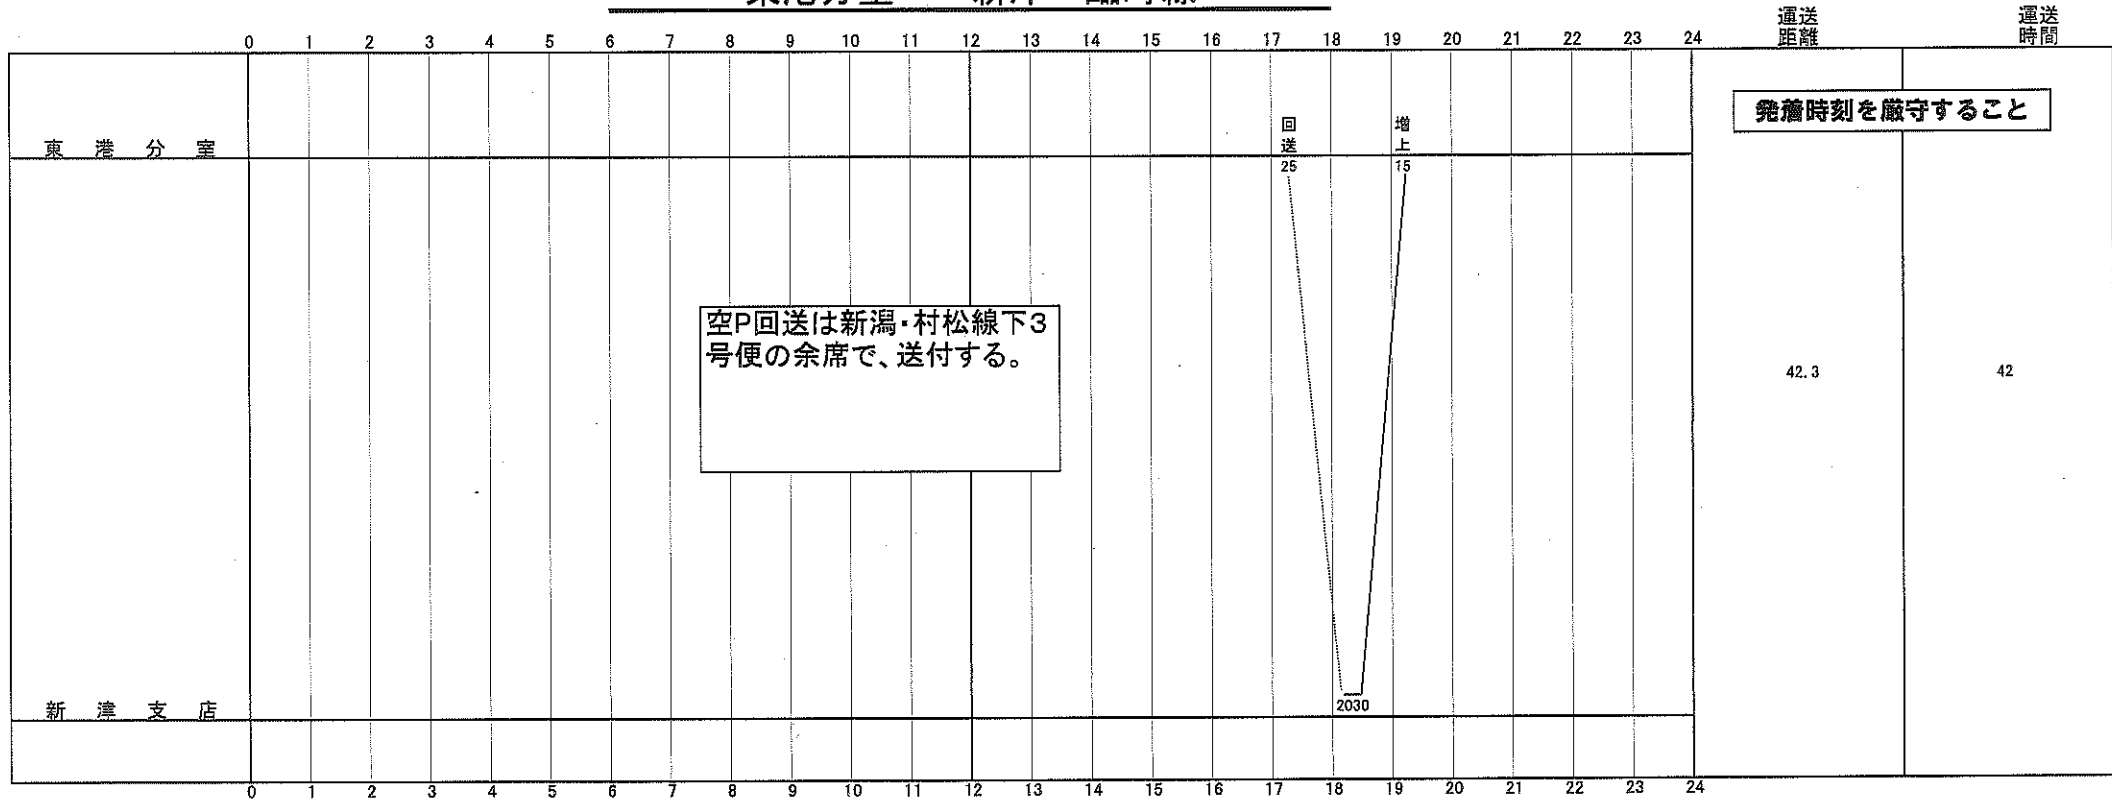 運送 運送
0 1 2 3 4 5 6 7 8 9 10 11 12 13 14 15 16 17 18 19 20 21 22 23 24 距離 時間
発着時刻を厳守すること
回 増
東港分室 送 上
25 15
空P回送は新潟・村松線下3
号便の余席で、送付する。
42.3 42
新津支店 2030
0 1 2 3 4 5 6 7 8 9 10 11 12 13 14 15 16 17 18 19 20 21 22 23 24